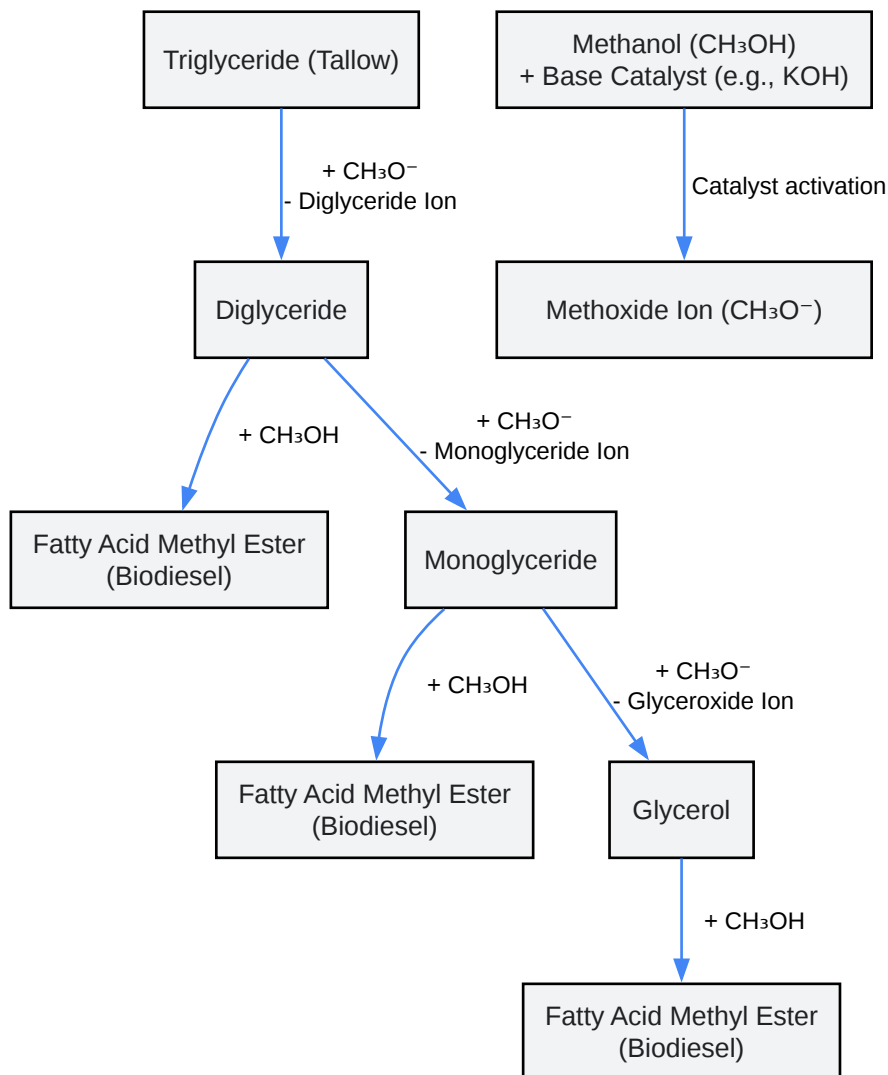 Triglyceride (Tallow)
Methanol (CH₃OH)
+ Base Catalyst (e.g., KOH)
+ CH₃O⁻
- Diglyceride Ion
Catalyst activation
Diglyceride
Methoxide Ion (CH₃O⁻)
+ CH₃OH
+ CH₃O⁻
- Monoglyceride Ion
Fatty Acid Methyl Ester
(Biodiesel)
Monoglyceride
+ CH₃OH
+ CH₃O⁻
- Glyceroxide Ion
Fatty Acid Methyl Ester
(Biodiesel)
Glycerol
+ CH₃OH
Fatty Acid Methyl Ester
(Biodiesel)